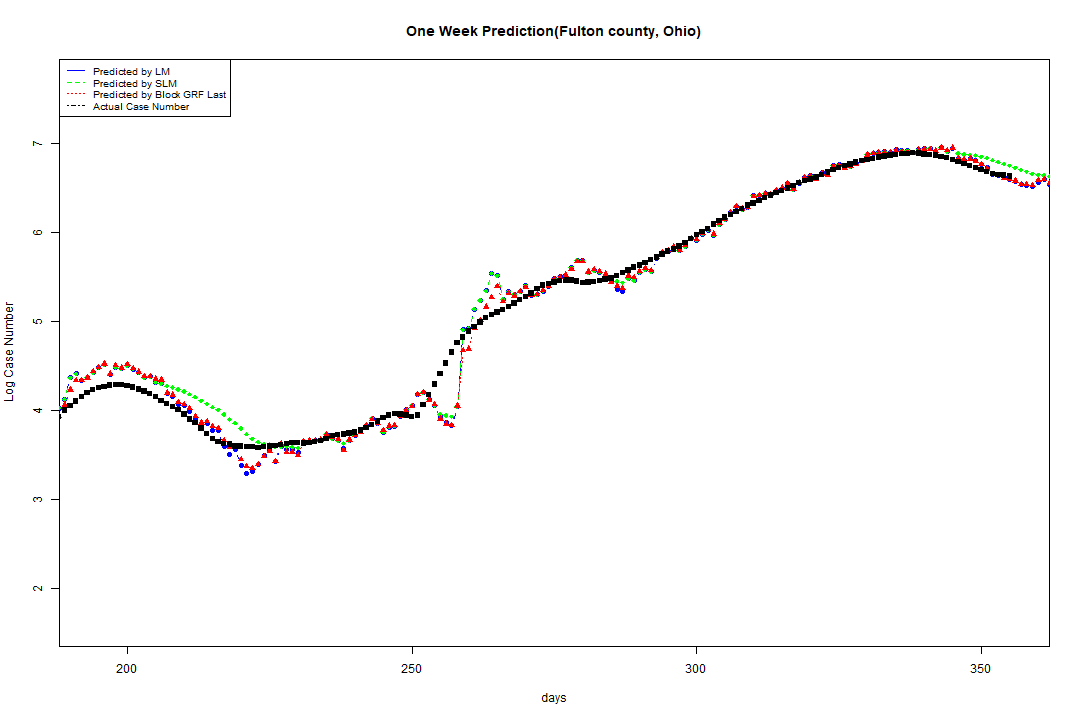 One Week Prediction(Fulton county, Ohio)
Predicted by LM
Predicted by SLM
Predicted by Block GRF Last
Actual Case Number
7
6
5
4
3
2
Log Case Number
200
250
300
350
days